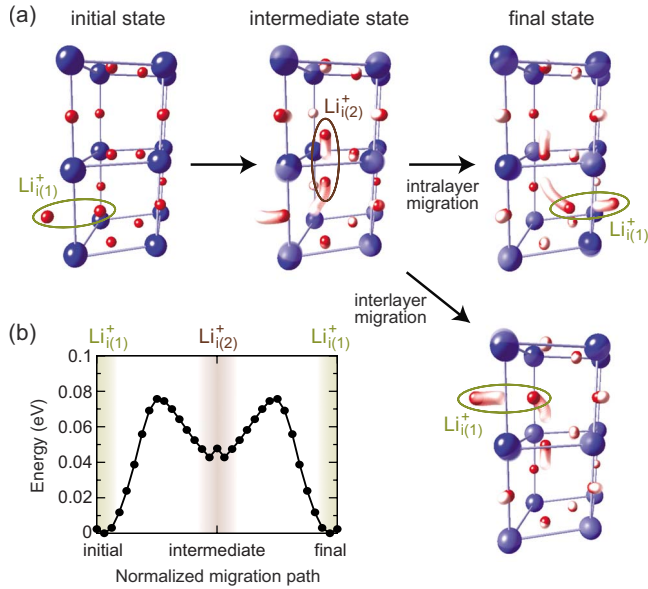 (a)
initial state
intermediate state
final state
Li+i(2)
Li+i(1)
intralayer
migration
Li+i(1)
interlayer
migration
Li+i(1)
(b)
Li+i(1)
Li+i(2)
Li+i(1)
0.1
0.08
0.06
0.04
0.02
0
Energy (eV)
initial
intermediate
final
Normalized migration path